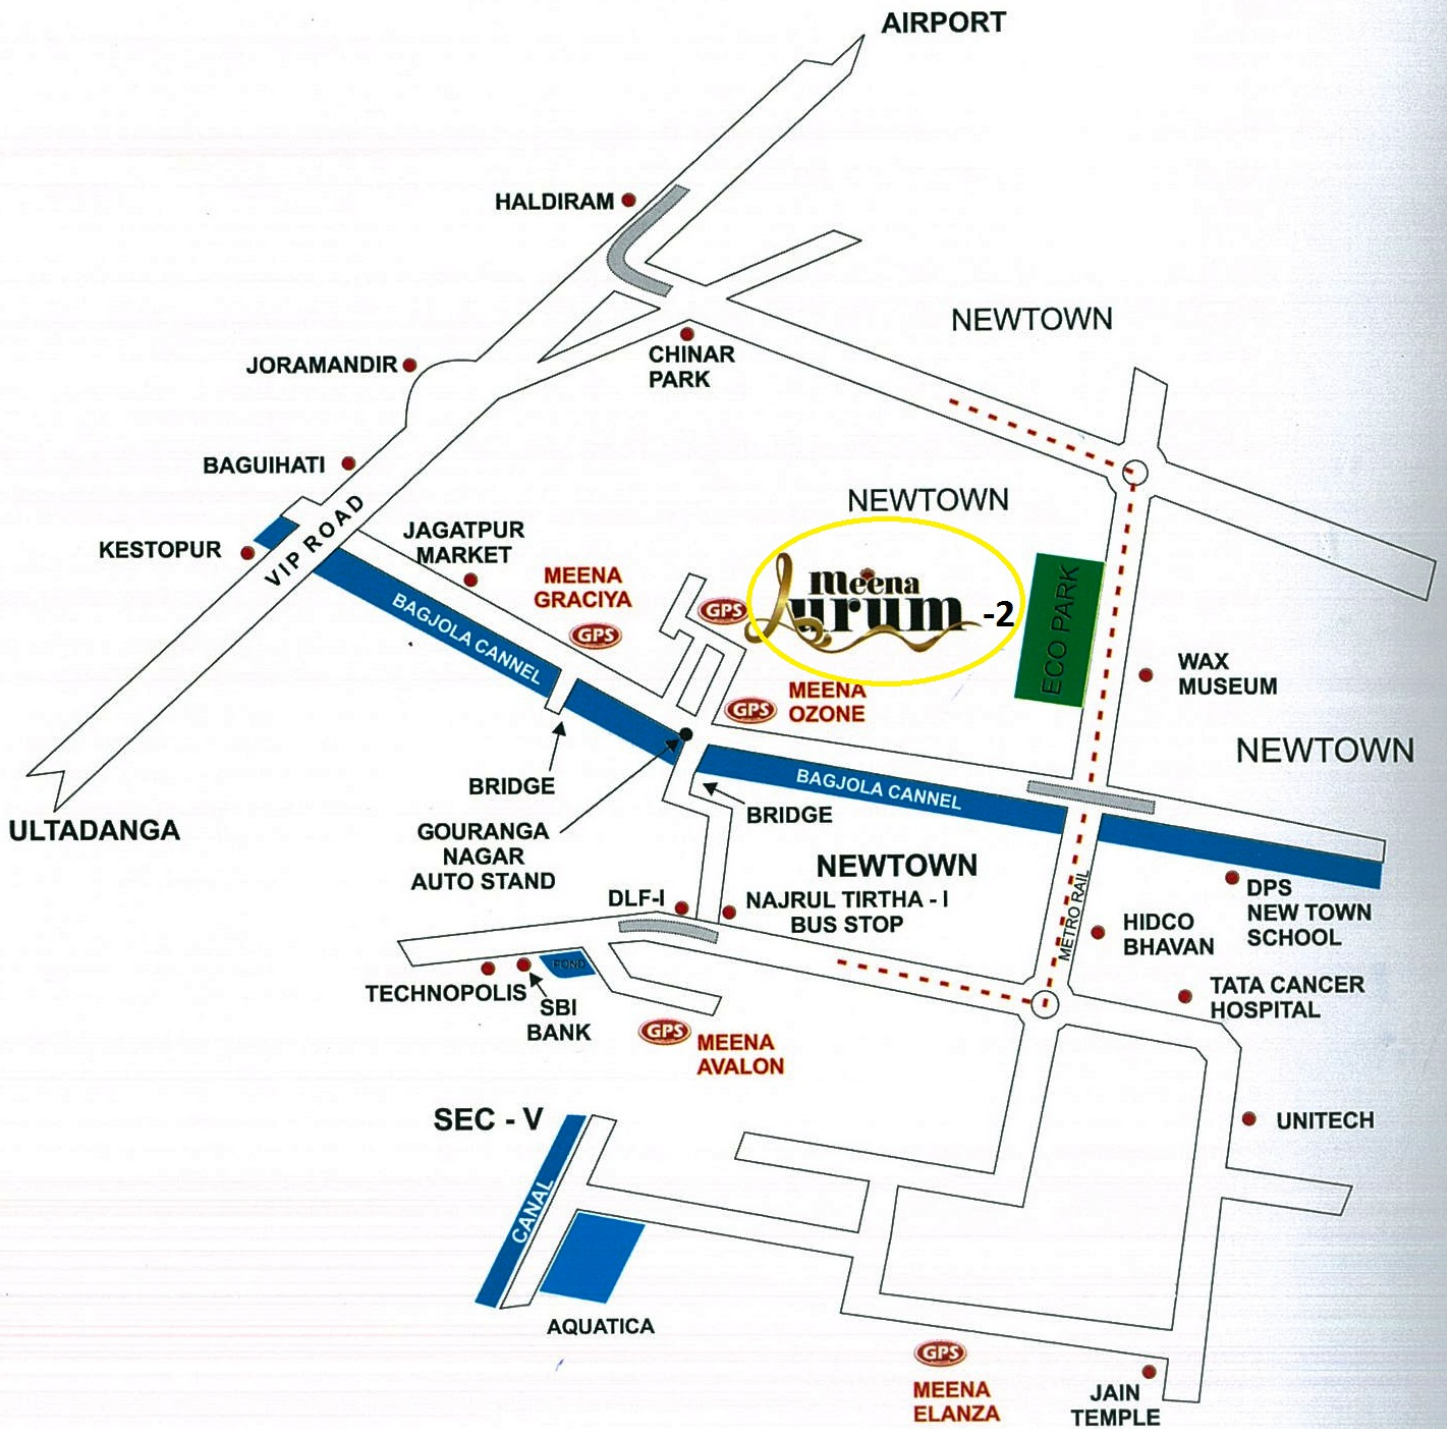 AIRPORT
HALDIRAM
NEWTOWN
CHINAR
PARK
JORAMANDIR
BAGUIHATI
VIP ROAD
KESTOPUR
JAGATPUR
MARKET
NEWTOWN
MEENA
GRACIYA
GPS
GPS
meena
aurum -2
ECO PARK
WAX
MUSEUM
BAGJOLA CANNEL
MEENA
OZONE
GPS
NEWTOWN
BRIDGE
BAGJOLA CANNEL
BRIDGE
ULTADANGA
GOURANGA
NAGAR
AUTO STAND
NEWTOWN
DLF-I
NAJRUL TIRTHA - I
BUS STOP
METRO RAIL
DPS
NEW TOWN
SCHOOL
HIDCO
BHAVAN
POND
TECHNOPOLIS
SBI
BANK
TATA CANCER
HOSPITAL
GPS
MEENA
AVALON
SEC - V
UNITECH
CANAL
AQUATICA
GPS
MEENA
ELANZA
JAIN
TEMPLE